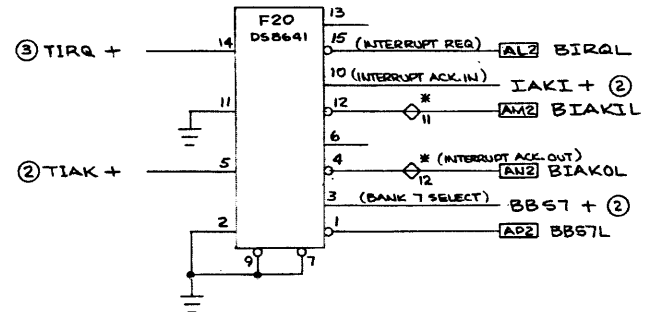 F20
DS8641
13
③ TIRQ +
14
15 (INTERRUPT REQ)
AL2 BIRQL
10 (INTERRUPT ACK. IN)
IAKI + ②
11
12
*
11
AM2 BIAKIL
6
② TIAK +
5
4
* (INTERRUPT ACK. OUT)
12
AN2 BIAKOL
3 (BANK 7 SELECT)
BBS7 + ②
2
1
AP2 BBS7L
9
7